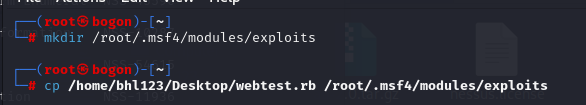 ┌──(root㉿bogon)-[~]
└─# mkdir /root/.msf4/modules/exploits
┌──(root㉿bogon)-[~]
└─# cp /home/bhl123/Desktop/webtest.rb /root/.msf4/modules/exploits